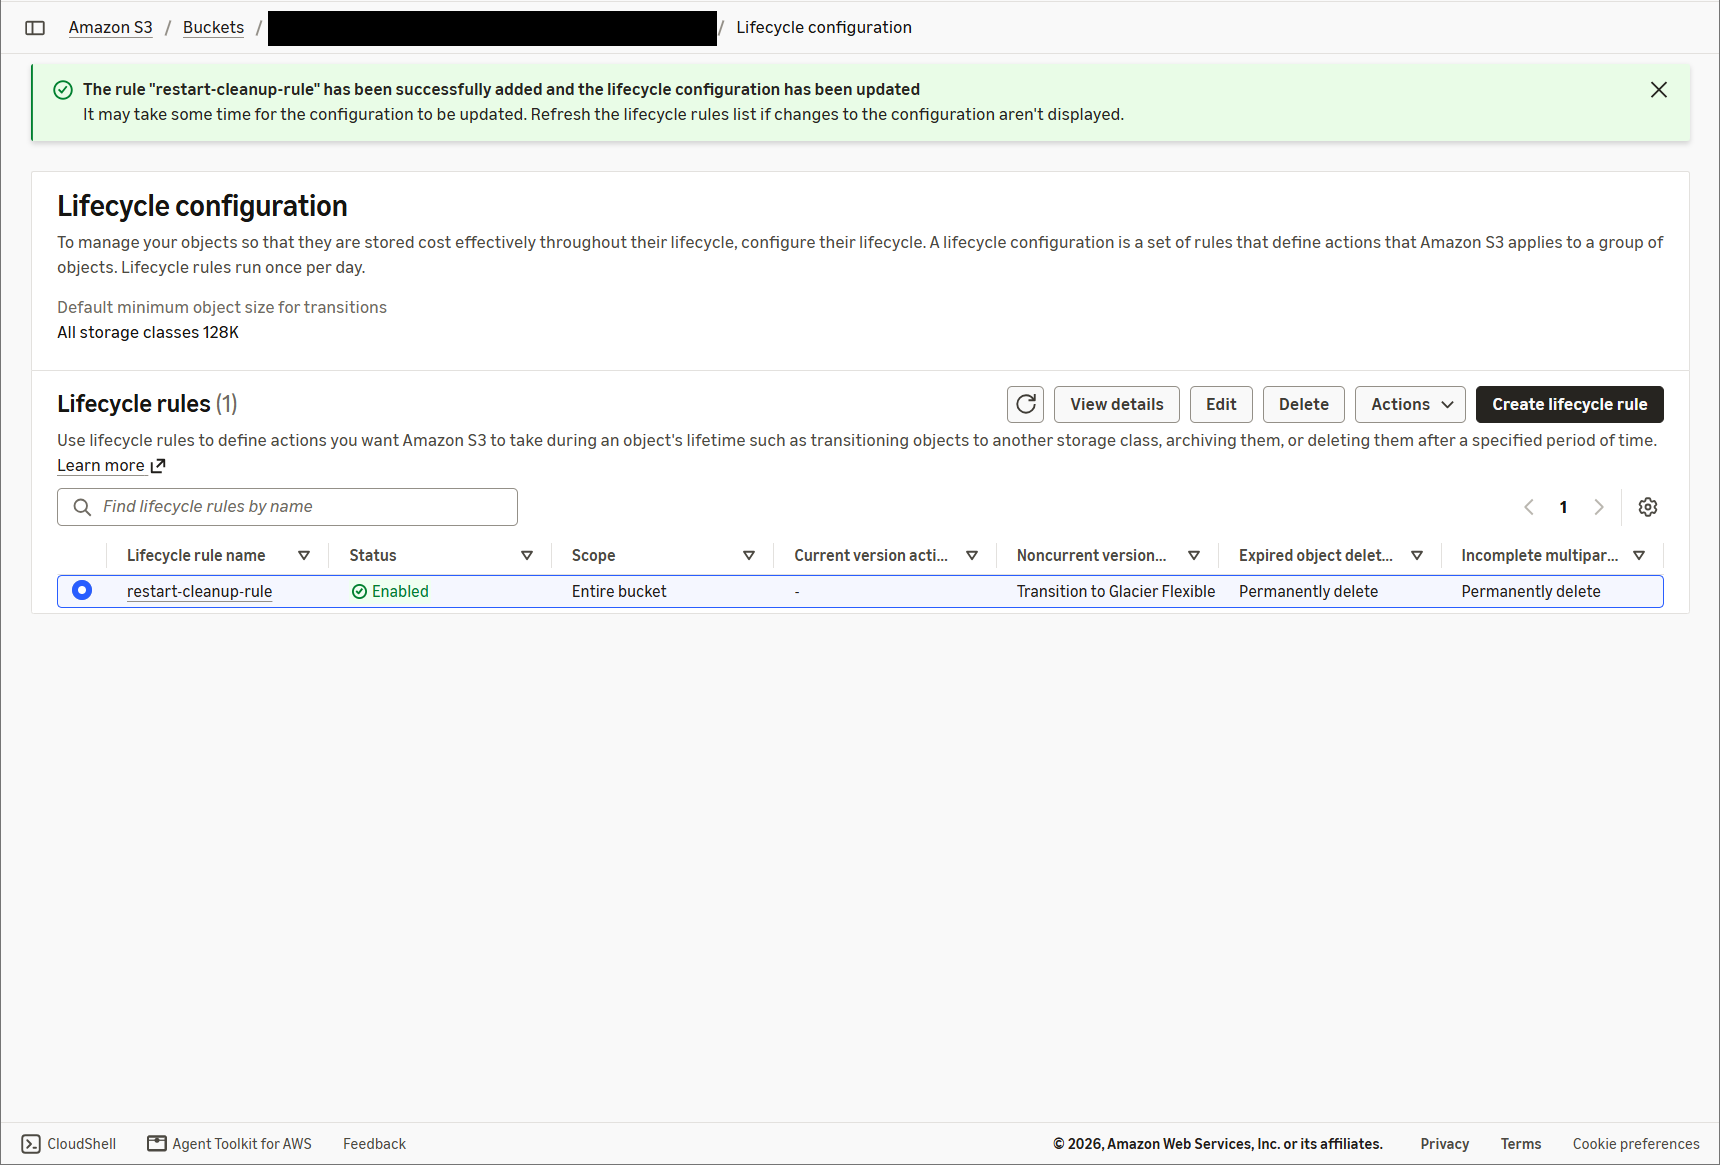 Amazon S3 / Buckets / / Lifecycle configuration
The rule "restart-cleanup-rule" has been successfully added and the lifecycle configuration has been updated
It may take some time for the configuration to be updated. Refresh the lifecycle rules list if changes to the configuration aren't displayed.
Lifecycle configuration
To manage your objects so that they are stored cost effectively throughout their lifecycle, configure their lifecycle. A lifecycle configuration is a set of rules that define actions that Amazon S3 applies to a group of
objects. Lifecycle rules run once per day.
Default minimum object size for transitions
All storage classes 128K
Lifecycle rules (1)
View details
Edit
Delete
Actions
Create lifecycle rule
Use lifecycle rules to define actions you want Amazon S3 to take during an object's lifetime such as transitioning objects to another storage class, archiving them, or deleting them after a specified period of time.
Learn more
Find lifecycle rules by name
1
Lifecycle rule name Status Scope Current version acti... Noncurrent version... Expired object delet... Incomplete multipar...
restart-cleanup-rule Enabled Entire bucket - Transition to Glacier Flexible Permanently delete Permanently delete
CloudShell Agent Toolkit for AWS Feedback © 2026, Amazon Web Services, Inc. or its affiliates. Privacy Terms Cookie preferences